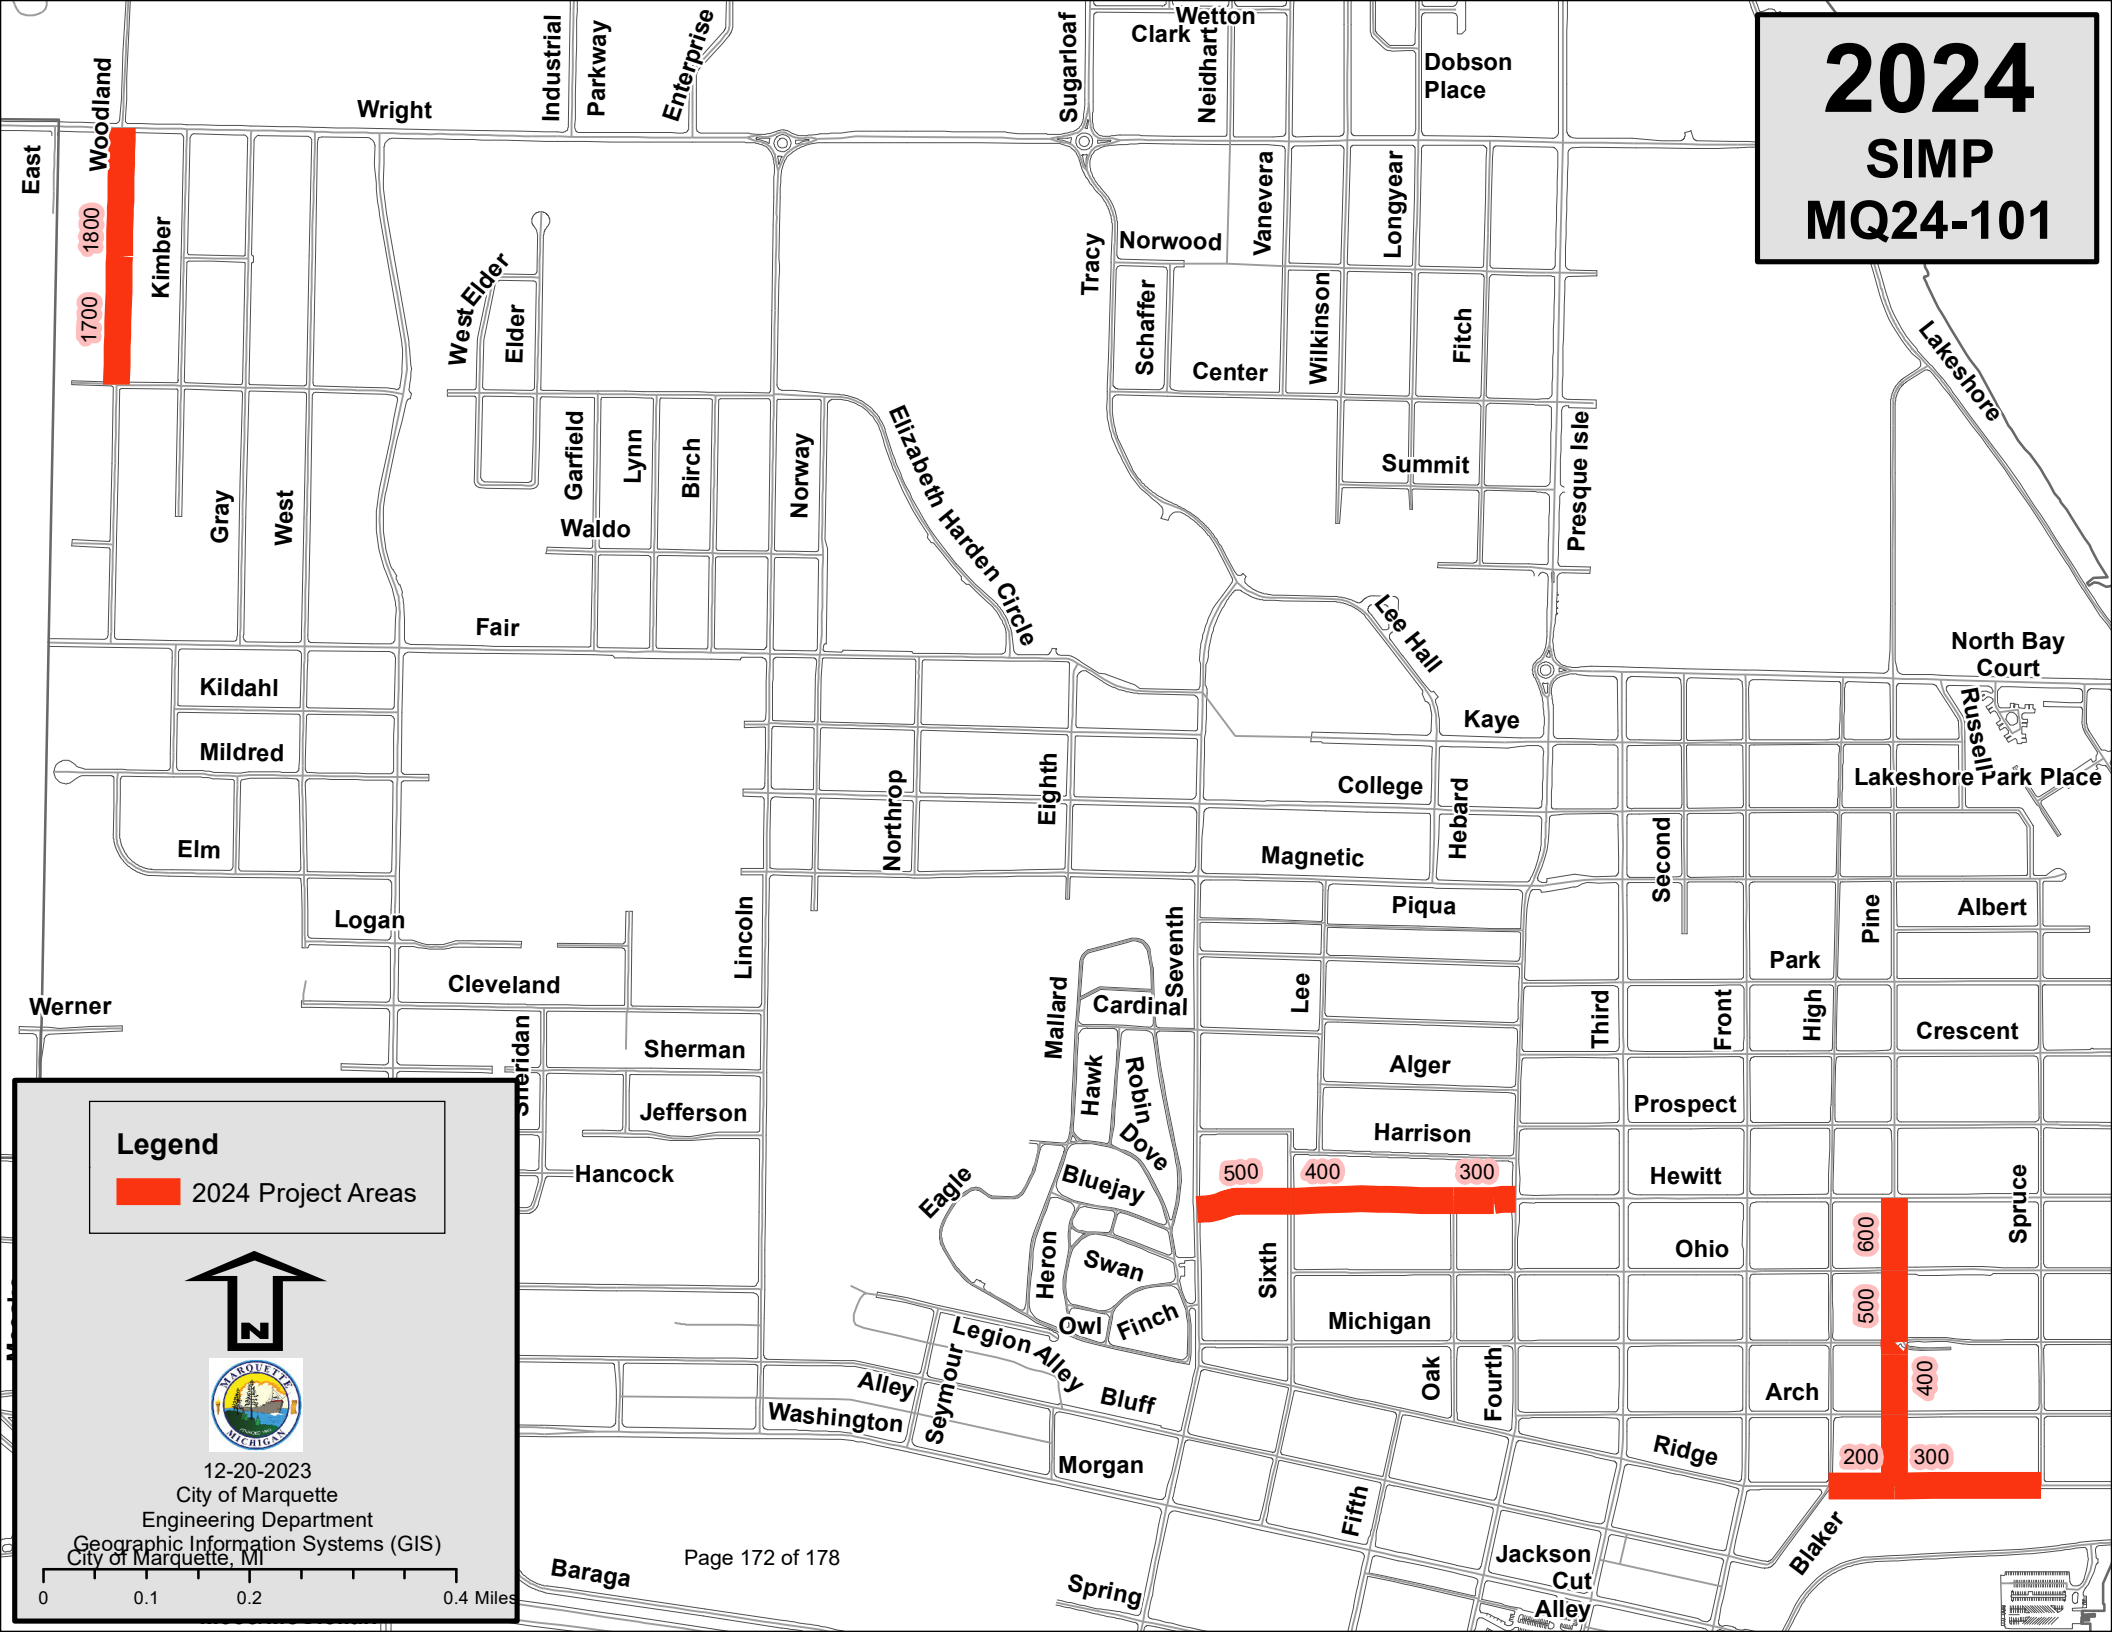 2024
SIMP
MQ24-101
Wetton
Clark
Neidhart
Dobson
Place
Sugarloaf
Enterprise
Parkway
Industrial
Wright
Woodland
East
1800
1700
Kimber
West Elder
Elder
Tracy
Norwood
Vanevera
Longyear
Schaffer
Center
Wilkinson
Fitch
Lakeshore
Presque Isle
Summit
Elizabeth Harden Circle
Garfield
Lynn
Birch
Norway
Waldo
Gray
West
Fair
Lee Hall
North Bay
Court
Russell
Kaye
Kildahl
Mildred
Elm
Northrop
Eighth
College
Hebard
Lakeshore Park Place
Magnetic
Second
Piqua
Pine
Albert
Logan
Lincoln
Seventh
Park
Cleveland
Mallard
Cardinal
Lee
Third
Front
High
Crescent
Werner
Sheridan
Sherman
Hawk
Robin
Dove
Alger
Prospect
Jefferson
Harrison
Hancock
Eagle
Bluejay
500
400
300
Hewitt
Spruce
600
Ohio
Heron
Swan
Sixth
500
Owl
Finch
Michigan
Legion Alley
400
Alley
Seymour
Bluff
Oak
Fourth
Arch
Washington
Morgan
Ridge
200
300
Fifth
Blaker
Jackson
Cut
Alley
Baraga
Spring
Page 172 of 178
Legend
2024 Project Areas
N
MARQUETTE
MICHIGAN
12-20-2023
City of Marquette
Engineering Department
Geographic Information Systems (GIS)
City of Marquette, MI
0 0.1 0.2 0.4 Miles